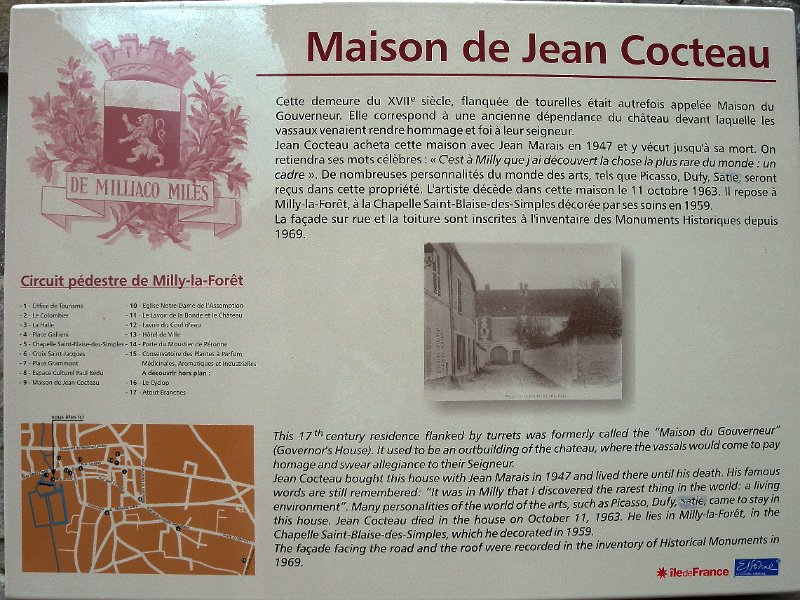 Maison de Jean Cocteau
Cette demeure du XVIIe siècle, flanquée de tourelles était autrefois appelée Maison du
Gouverneur. Elle correspond à une ancienne dépendance du château devant laquelle les
vassaux venaient rendre hommage et foi à leur seigneur.
Jean Cocteau acheta cette maison avec Jean Marais en 1947 et y vécut jusqu'à sa mort. On
retiendra ses mots célèbres : « C'est à Milly que j'ai découvert la chose la plus rare du monde : un
cadre ». De nombreuses personnalités du monde des arts, tels que Picasso, Dufy, Satie, seront
reçus dans cette propriété. L'artiste décède dans cette maison le 11 octobre 1963. Il repose à
Milly-la-Forêt, à la Chapelle Saint-Blaise-des-Simples décorée par ses soins en 1959.
La façade sur rue et la toiture sont inscrites à l'inventaire des Monuments Historiques depuis
1969.
DE MILLIACO MILES
Circuit pédestre de Milly-la-Forêt
- 1 - Office de Tourisme
- 2 - Le Colombier
- 3 - La Halle
- 4 - Place Gallieni
- 5 - Chapelle Saint-Blaise-des-Simples
- 6 - Croix Saint-Jacques
- 7 - Place Grammont
- 8 - Espace Culturel Paul Bédu
- 9 - Maison de Jean Cocteau
- 10 - Eglise Notre-Dame de l'Assomption
- 11 - Le Lavoir de la Bonde et le Château
- 12 - Lavoir du Coul d'eau
- 13 - Hôtel de Ville
- 14 - Porte du Moustier de Péronne
- 15 - Conservatoire des Plantes à Parfum
Médicinales, Aromatiques et Industrielles
A découvrir hors plan :
- 16 - Le Cyclop
- 17 - Atout Branches
vous êtes ici
This 17th century residence flanked by turrets was formerly called the "Maison du Gouverneur"
(Governor's House). It used to be an outbuilding of the chateau, where the vassals would come to pay
homage and swear allegiance to their Seigneur.
Jean Cocteau bought this house with Jean Marais in 1947 and lived there until his death. His famous
words are still remembered: "It was in Milly that I discovered the rarest thing in the world: a living
environment". Many personalities of the world of the arts, such as Picasso, Dufy, Satie, came to stay in
this house. Jean Cocteau died in the house on October 11, 1963. He lies in Milly-la-Forêt, in the
Chapelle Saint-Blaise-des-Simples, which he decorated in 1959.
The façade facing the road and the roof were recorded in the inventory of Historical Monuments in
1969.
île de France
Essonne